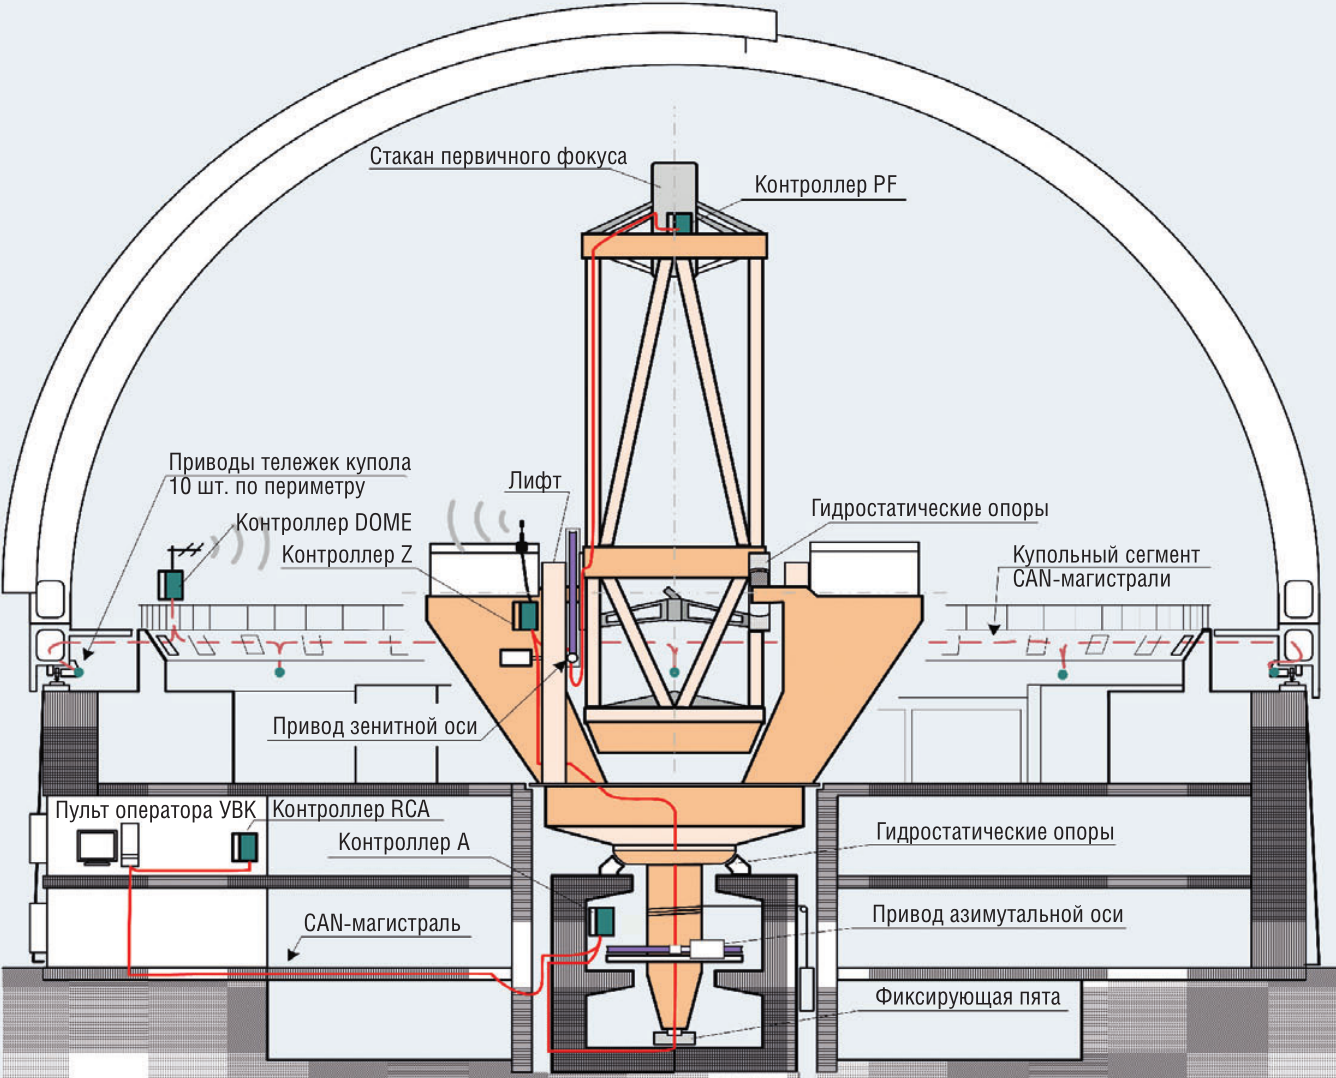 Стакан первичного фокуса
Контроллер PF
Приводы тележек купола
10 шт. по периметру
Лифт
Контроллер DOME
Гидростатические опоры
Контроллер Z
Купольный сегмент
CAN-магистрали
Привод зенитной оси
Пульт оператора УВК
Контроллер RCA
Контроллер А
Гидростатические опоры
CAN-магистраль
Привод азимутальной оси
Фиксирующая пята